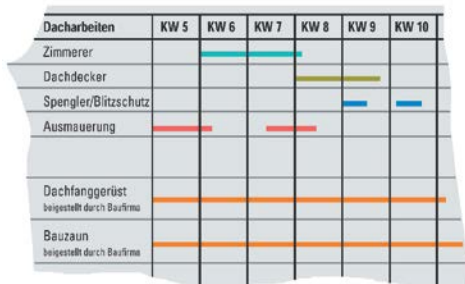 Dacharbeiten KW 5 KW 6 KW 7 KW 8 KW 9 KW 10
Zimmerer
Dachdecker
Spengler/Blitzschutz
Ausmauerung
Dachfanggerüst
beigestellt durch Baufirma
Bauzaun
beigestellt durch Baufirma